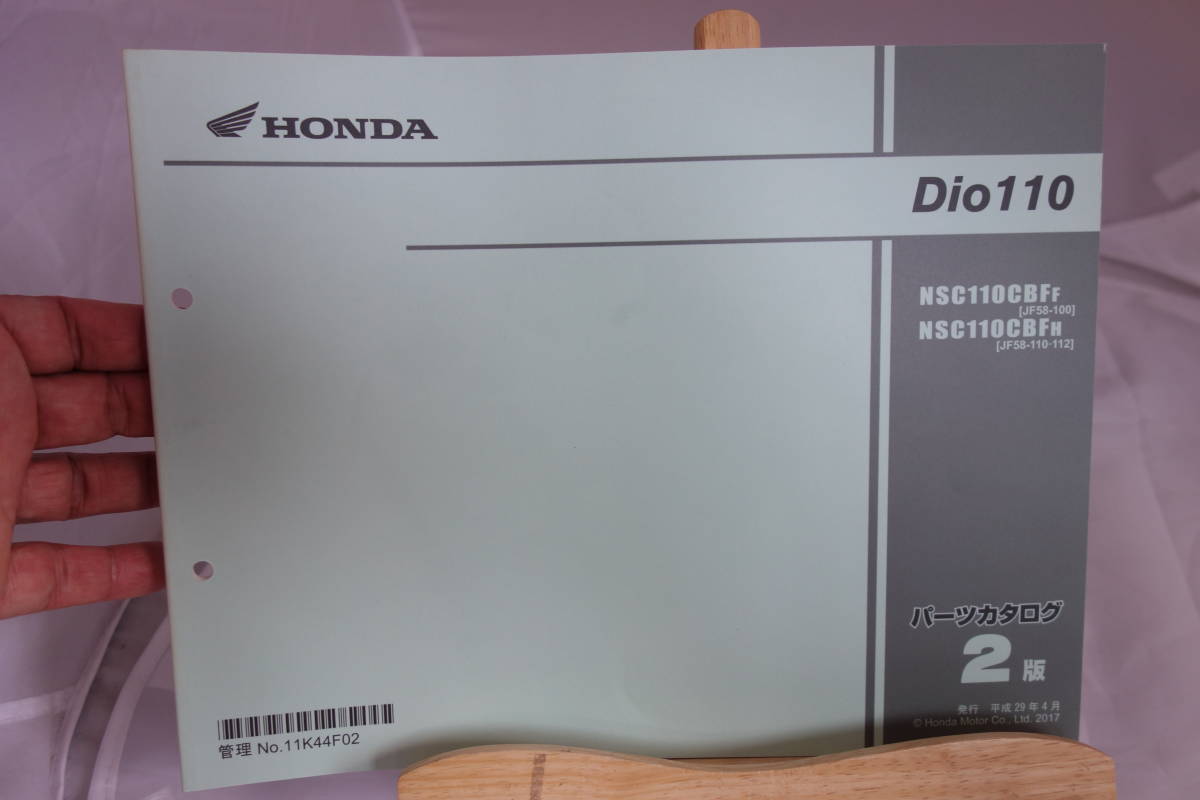 HONDA
Dio110
NSC110CBFF
[JF58-100]
NSC110CBFH
[JF58-110·112]
パーツカタログ
2版
発行 平成29年4月
© Honda Motor Co., Ltd. 2017
管理 No.11K44F02